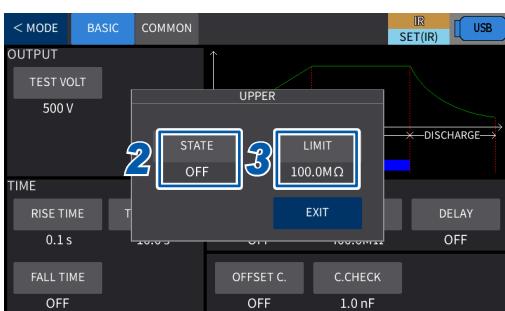 < MODE BASIC COMMON IR SET(IR) USB
OUTPUT
TEST VOLT
500 V
UPPER
DISCHARGE
2 STATE 3 LIMIT
OFF 100.0MΩ
TIME
RISE TIME T EXIT DELAY
0.1 s OFF
FALL TIME OFFSET C. C.CHECK
OFF OFF 1.0 nF